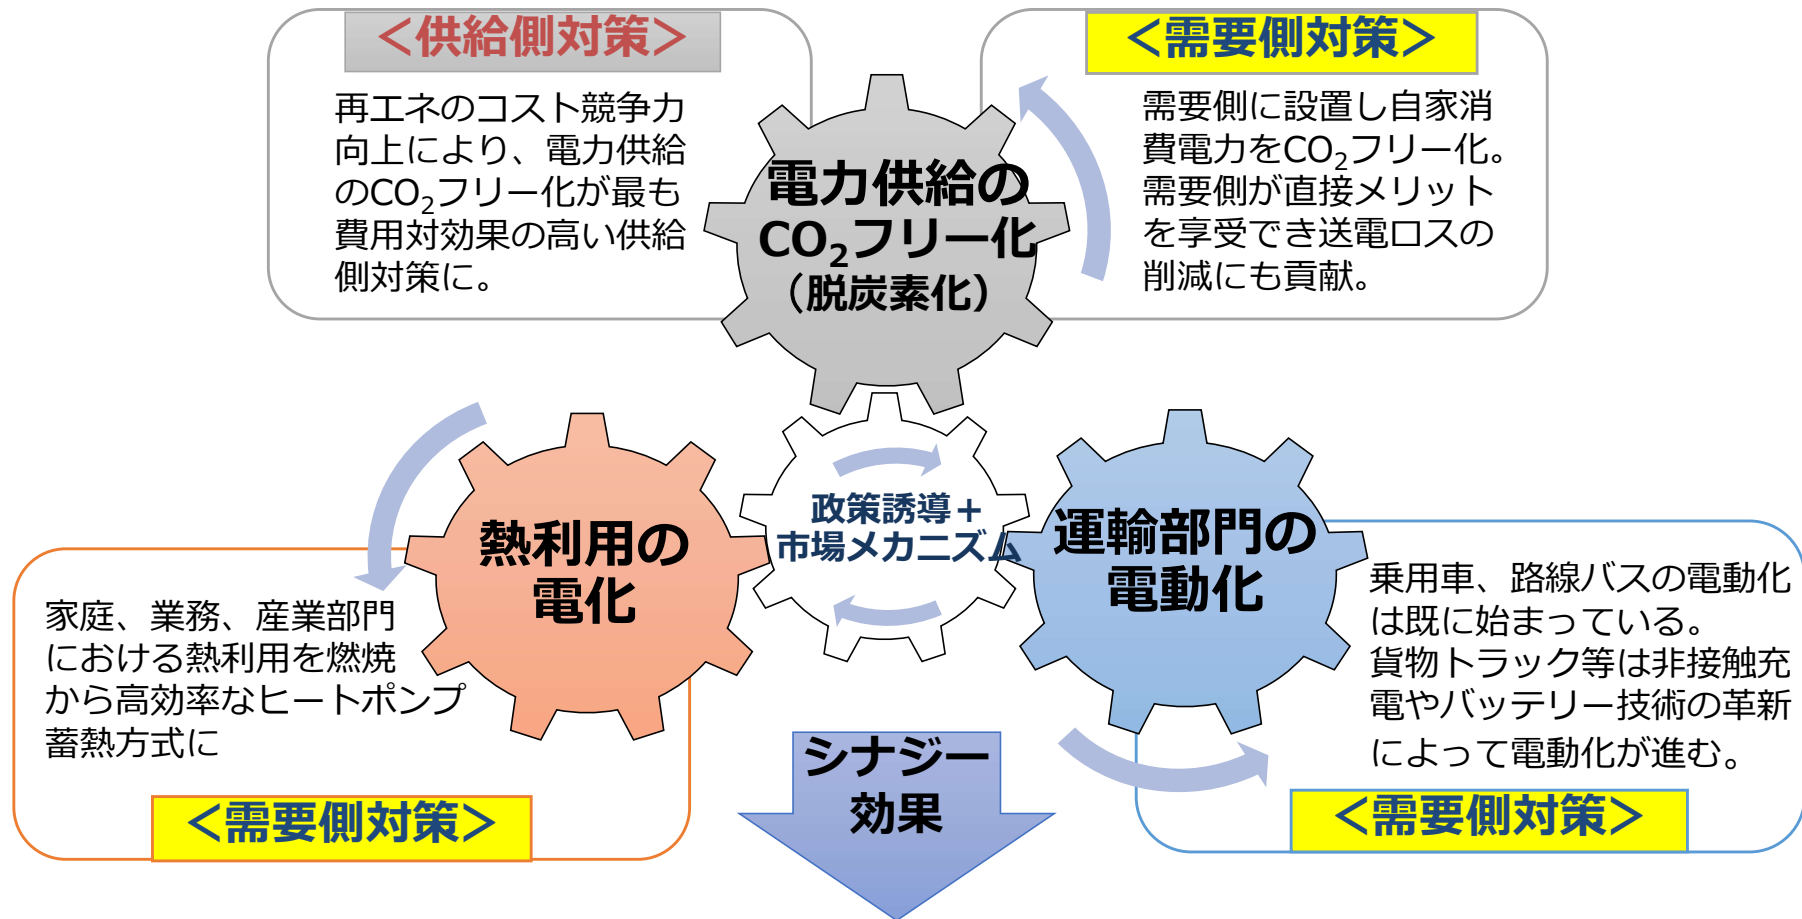 ＜供給側対策＞
再エネのコスト競争力
向上により、電力供給
のCO₂フリー化が最も
費用対効果の高い供給
側対策に。
電力供給の
CO₂フリー化
（脱炭素化）
＜需要側対策＞
需要側に設置し自家消
費電力をCO₂フリー化。
需要側が直接メリット
を享受でき送電ロスの
削減にも貢献。
熱利用の
電化
家庭、業務、産業部門
における熱利用を燃焼
から高効率なヒートポンプ
蓄熱方式に
＜需要側対策＞
政策誘導＋
市場メカニズム
運輸部門の
電動化
乗用車、路線バスの電動化
は既に始まっている。
貨物トラック等は非接触充
電やバッテリー技術の革新
によって電動化が進む。
＜需要側対策＞
シナジー
効果